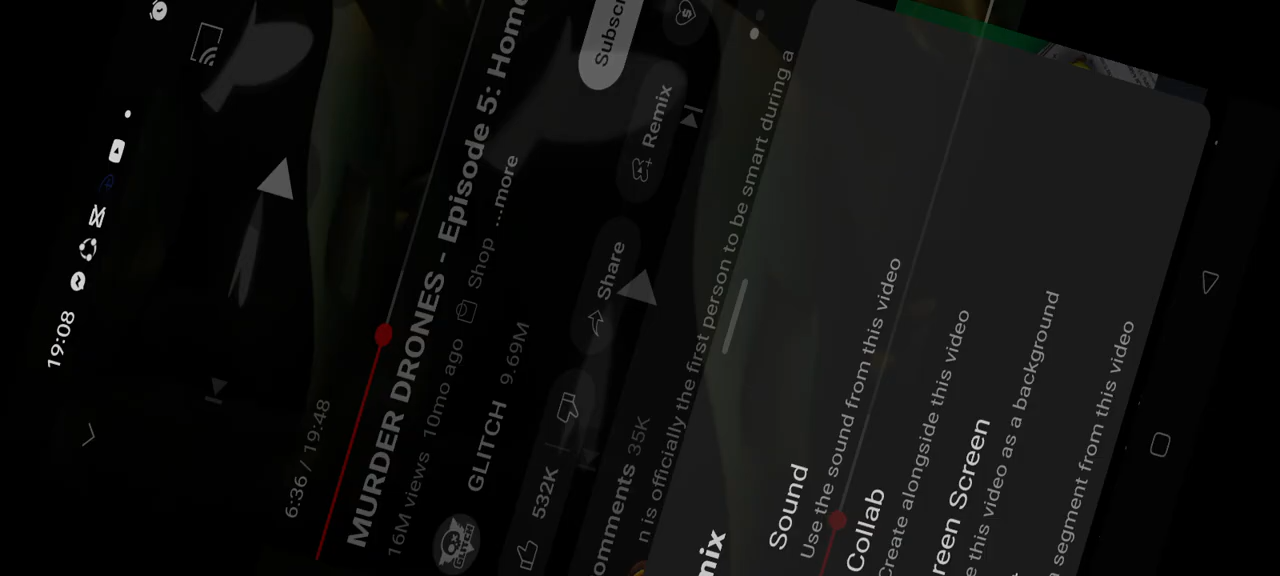 19:08
6:36 / 19:48
MURDER DRONES - Episode 5: Home
16M views 10mo ago Shop ...more
GLITCH 9.69M
Subscr
532K Share Remix
omments 35K
n is officially the first person to be smart during a
mix
Sound
Use the sound from this video
Collab
Create alongside this video
reen Screen
e this video as a background
segment from this video